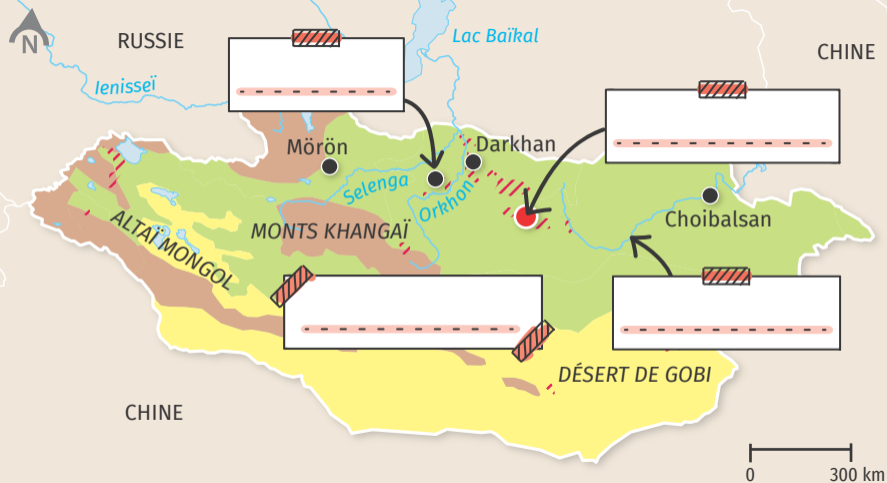 N
RUSSIE
Lac Baïkal
CHINE
Ienisseï
Mörön
Darkhan
Selenga
Orkhon
Choibalsan
ALTAÏ MONGOL
MONTS KHANGAÏ
DÉSERT DE GOBI
CHINE
0 300 km